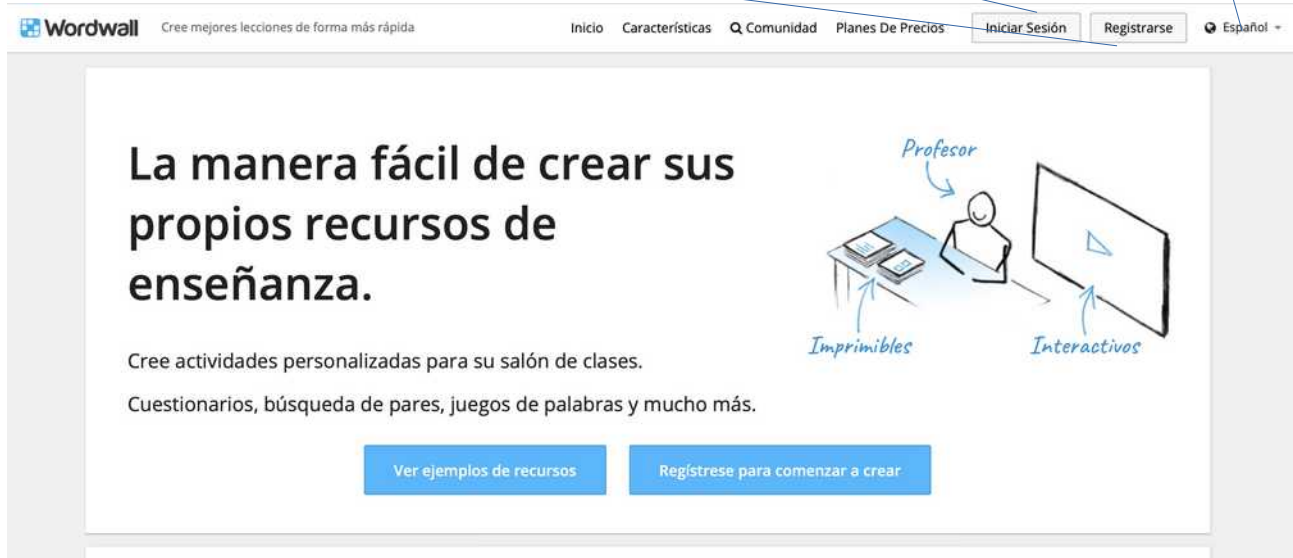 Wordwall Cree mejores lecciones de forma más rápida Inicio Características Comunidad Planes De Precios Iniciar Sesión Registrarse Español
La manera fácil de crear sus
propios recursos de
enseñanza.
Profesor
Imprimibles
Interactivos
Cree actividades personalizadas para su salón de clases.
Cuestionarios, búsqueda de pares, juegos de palabras y mucho más.
Ver ejemplos de recursos Regístrese para comenzar a crear